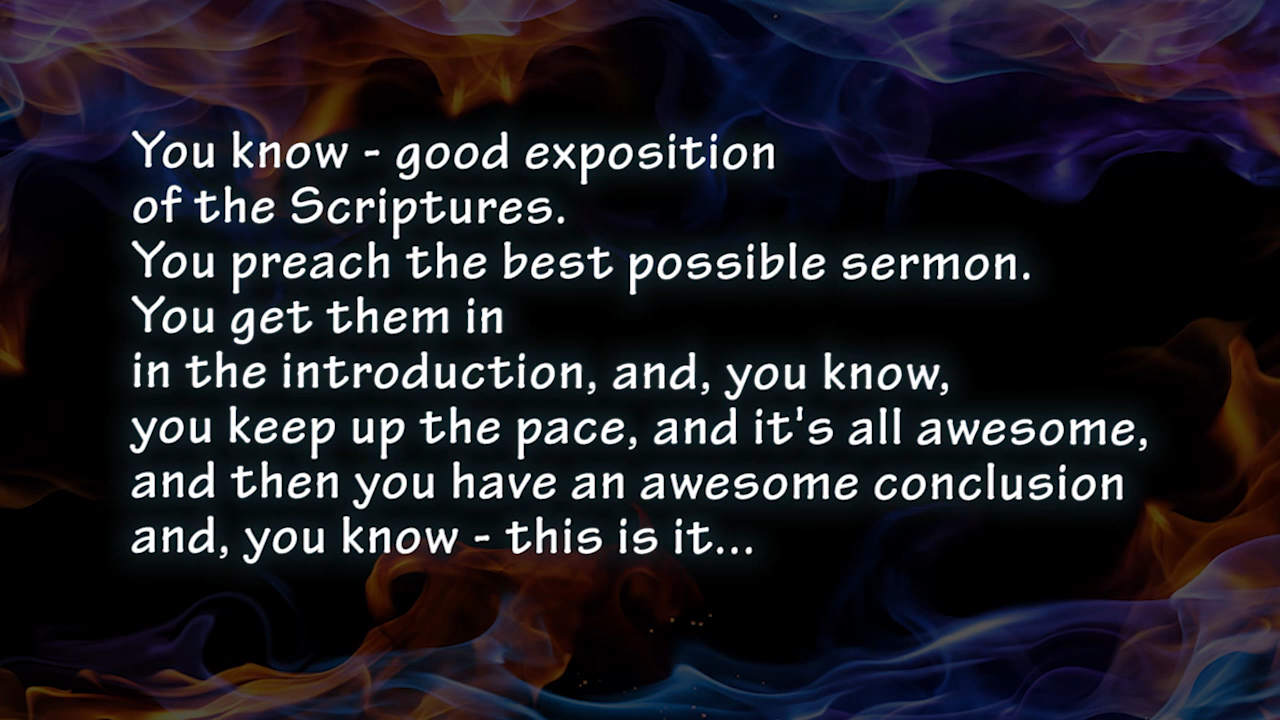 You know - good exposition
of the Scriptures.
You preach the best possible sermon.
You get them in
in the introduction, and, you know,
you keep up the pace, and it's all awesome,
and then you have an awesome conclusion
and, you know - this is it...